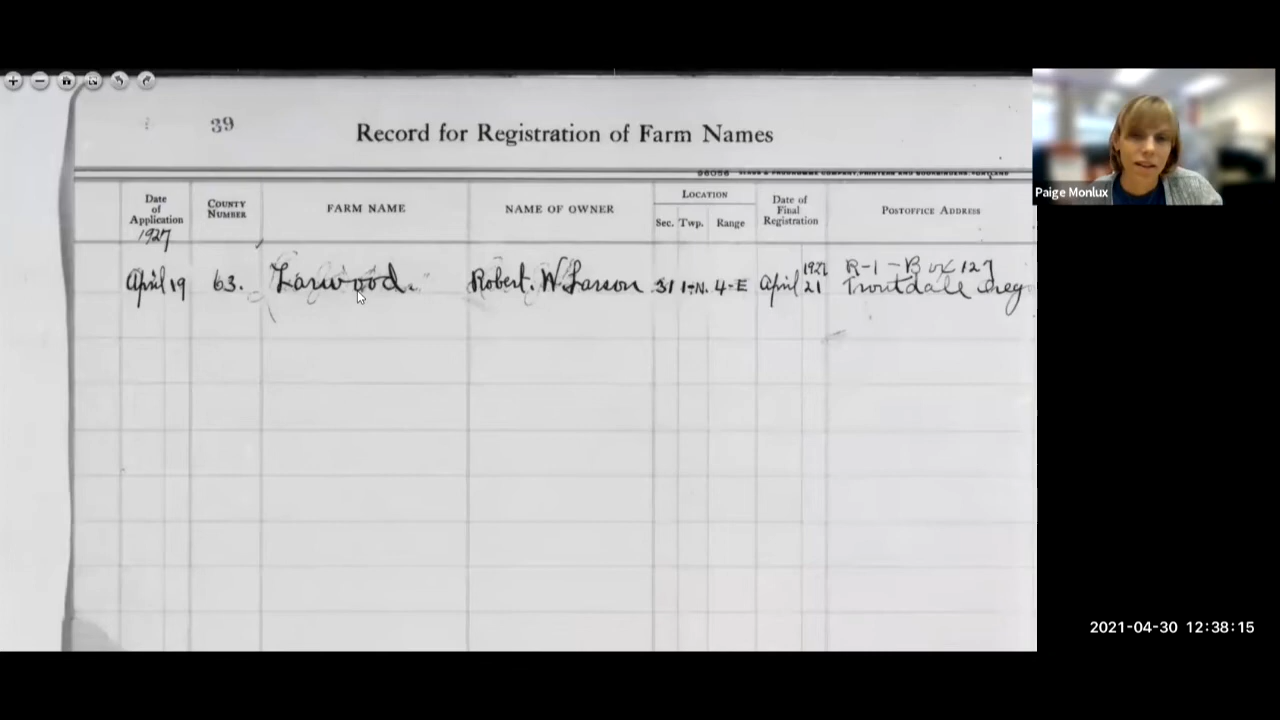 39
Record for Registration of Farm Names
96056
Date of Application
COUNTY NUMBER
FARM NAME
NAME OF OWNER
LOCATION
Sec. Twp. Range
Date of Final Registration
POSTOFFICE ADDRESS
1927
April 19 63. Larwood. Robert. W. Larson 31 1-N. 4-E April 21 1927 R-1-Box 127
Troutdale Oreg
Paige Monlux
2021-04-30 12:38:15